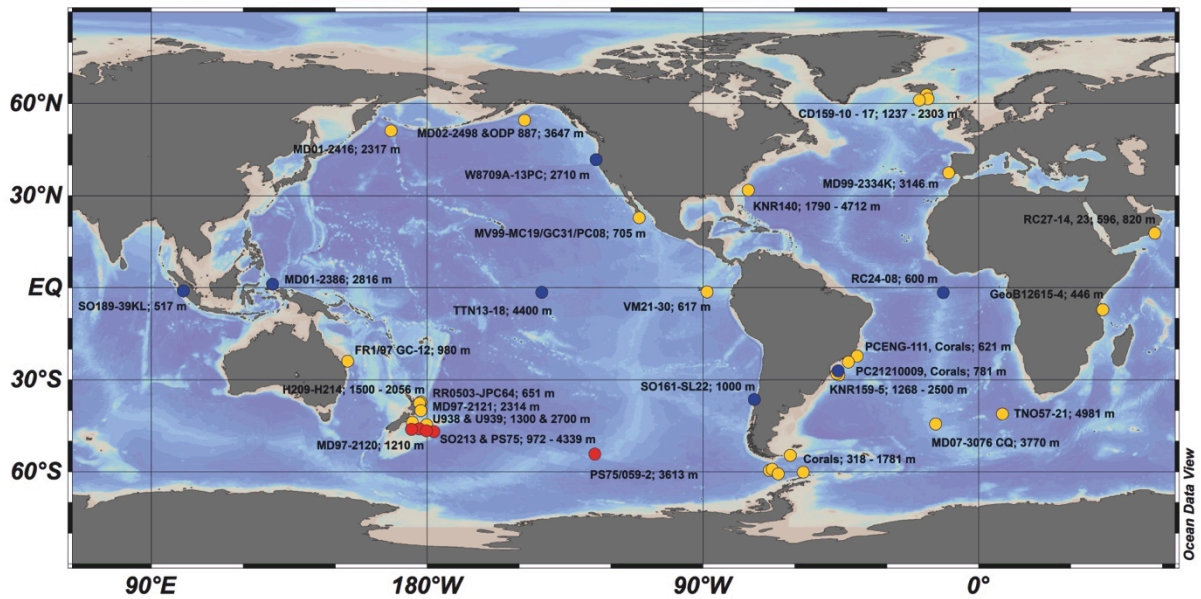 60°N
30°N
EQ
30°S
60°S
CD159-10 - 17; 1237 - 2303 m
MD02-2498 &ODP 887; 3647 m
MD01-2416; 2317 m
W8709A-13PC; 2710 m
MD99-2334K; 3146 m
KNR140; 1790 - 4712 m
RC27-14, 23; 596, 820 m
MV99-MC19/GC31/PC08; 705 m
MD01-2386; 2816 m
RC24-08; 600 m
GeoB12615-4; 446 m
SO189-39KL; 517 m
TTN13-18; 4400 m
VM21-30; 617 m
FR1/97 GC-12; 980 m
PCENG-111, Corals; 621 m
PC21210009, Corals; 781 m
H209-H214; 1500 - 2056 m
RR0503-JPC64; 651 m
SO161-SL22; 1000 m
KNR159-5; 1268 - 2500 m
MD97-2121; 2314 m
U938 & U939; 1300 & 2700 m
TNO57-21; 4981 m
MD97-2120; 1210 m
SO213 & PS75; 972 - 4339 m
MD07-3076 CQ; 3770 m
Corals; 318 - 1781 m
PS75/059-2; 3613 m
Ocean Data View
90°E
180°W
90°W
0°